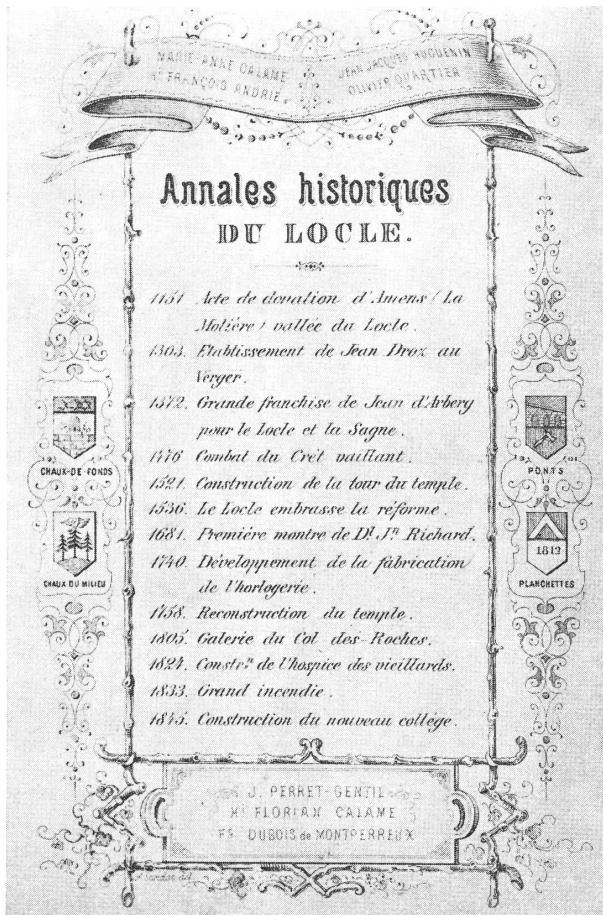 MARIE-ANNE CALAME
Hi FRANÇOIS ANDRIE
JEAN JACQUES HUGUENIN
OLIVIER QUARTIER
Annales historiques
DU LOCLE.
1151 Acte de donation d'Amens (La
Molière) vallée du Locle.
1303. Etablissement de Jean Droz au
Verger.
1372. Grande franchise de Jean d'Arberg
pour le Locle et la Sagne.
1476 Combat du Crêt vaillant.
1521. Construction de la tour du temple.
1536. Le Locle embrasse la réforme.
1681. Première montre de Dl. Jn. Richard.
1740. Développement de la fabrication
de l'horlogerie.
1758. Reconstruction du temple.
1805. Galerie du Col des-Roches.
1824. Constrn. de l'hospice des vieillards.
1833. Grand incendie.
1845. Construction du nouveau collége.
CHAUX-DE-FONDS
CHAUX DU MILIEU
PONTS
1812
PLANCHETTES
J. PERRET-GENTIL
Hi FLORIAN CALAME
FS. DUBOIS de MONTPERREUX